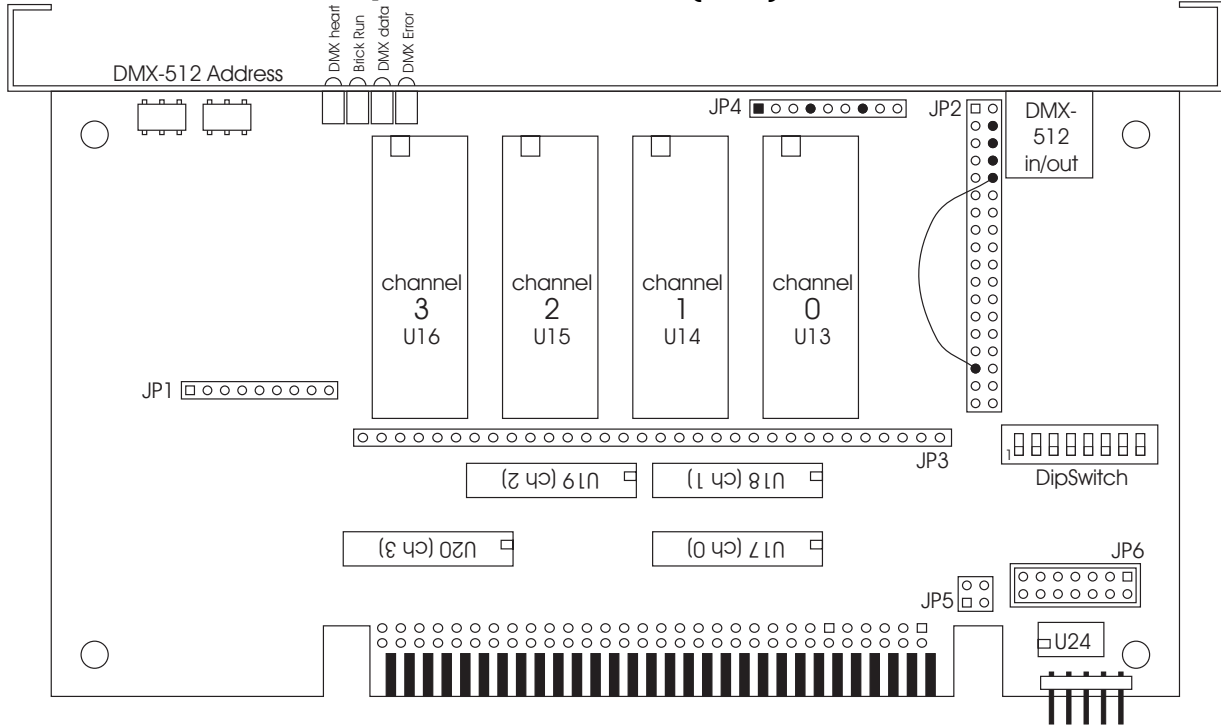 DMX heart
Brick Run
DMX data
DMX Error
DMX-512 Address
JP4
JP2
DMX-
512
in/out
channel
3
U16
channel
2
U15
channel
1
U14
channel
0
U13
JP1
JP3
1
DipSwitch
U19 (ch 2)
U18 (ch 1)
U20 (ch 3)
U17 (ch 0)
JP6
JP5
U24